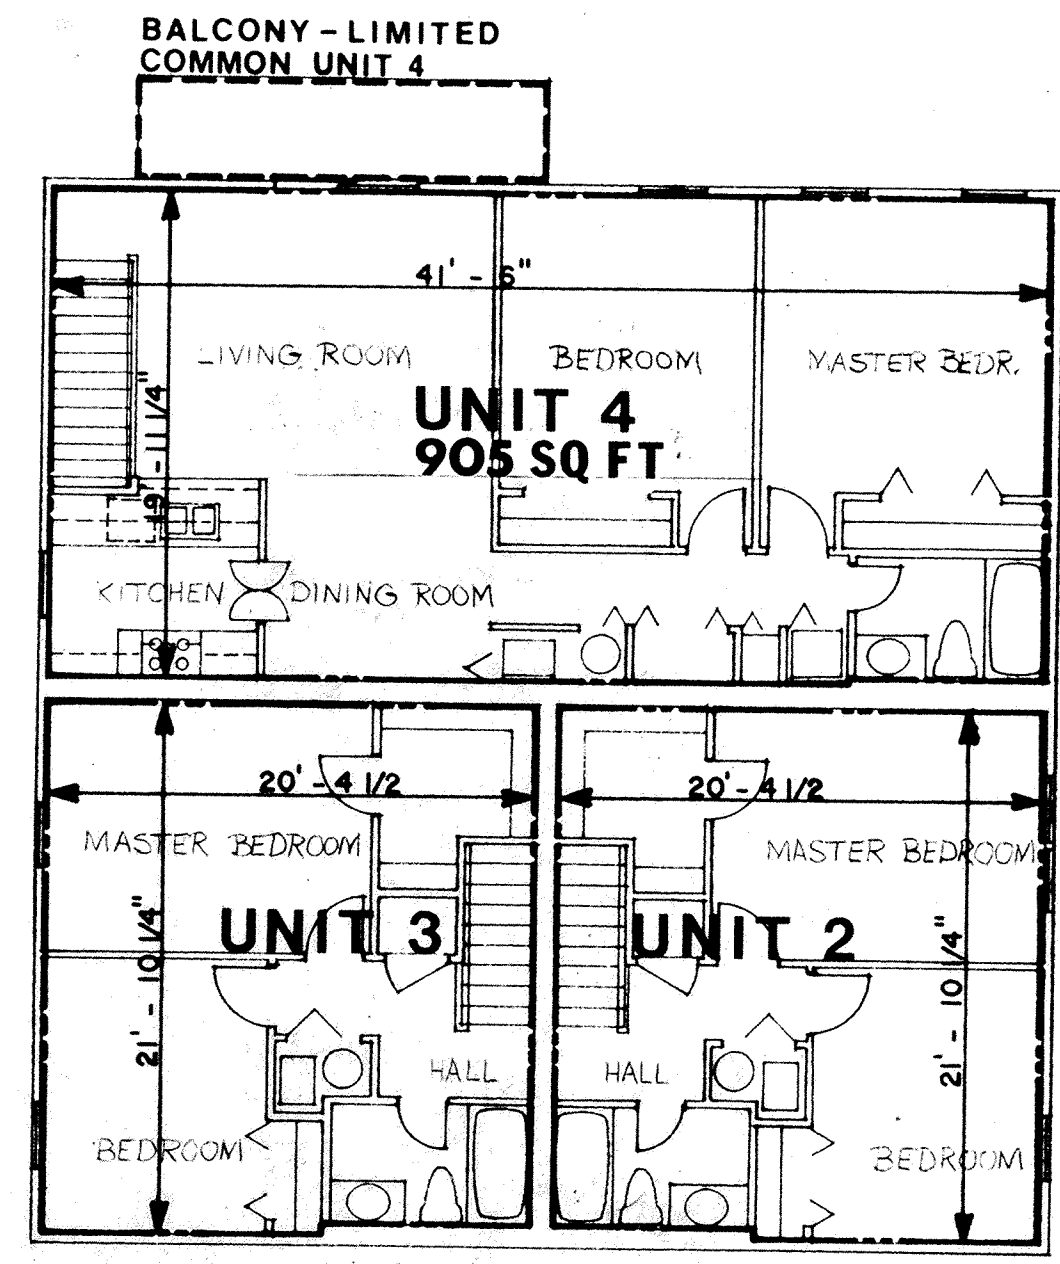 BALCONY – LIMITED
COMMON UNIT 4
41' - 6"
LIVING ROOM
BEDROOM
MASTER BEDR.
UNIT 4
905 SQ FT
19 - 11 1/4"
KITCHEN
DINING ROOM
20' - 4 1/2
20' - 4 1/2
MASTER BEDROOM
MASTER BEDROOM
UNIT 3
UNIT 2
21' - 10 1/4"
21' - 10 1/4"
HALL
HALL
BEDROOM
BEDROOM